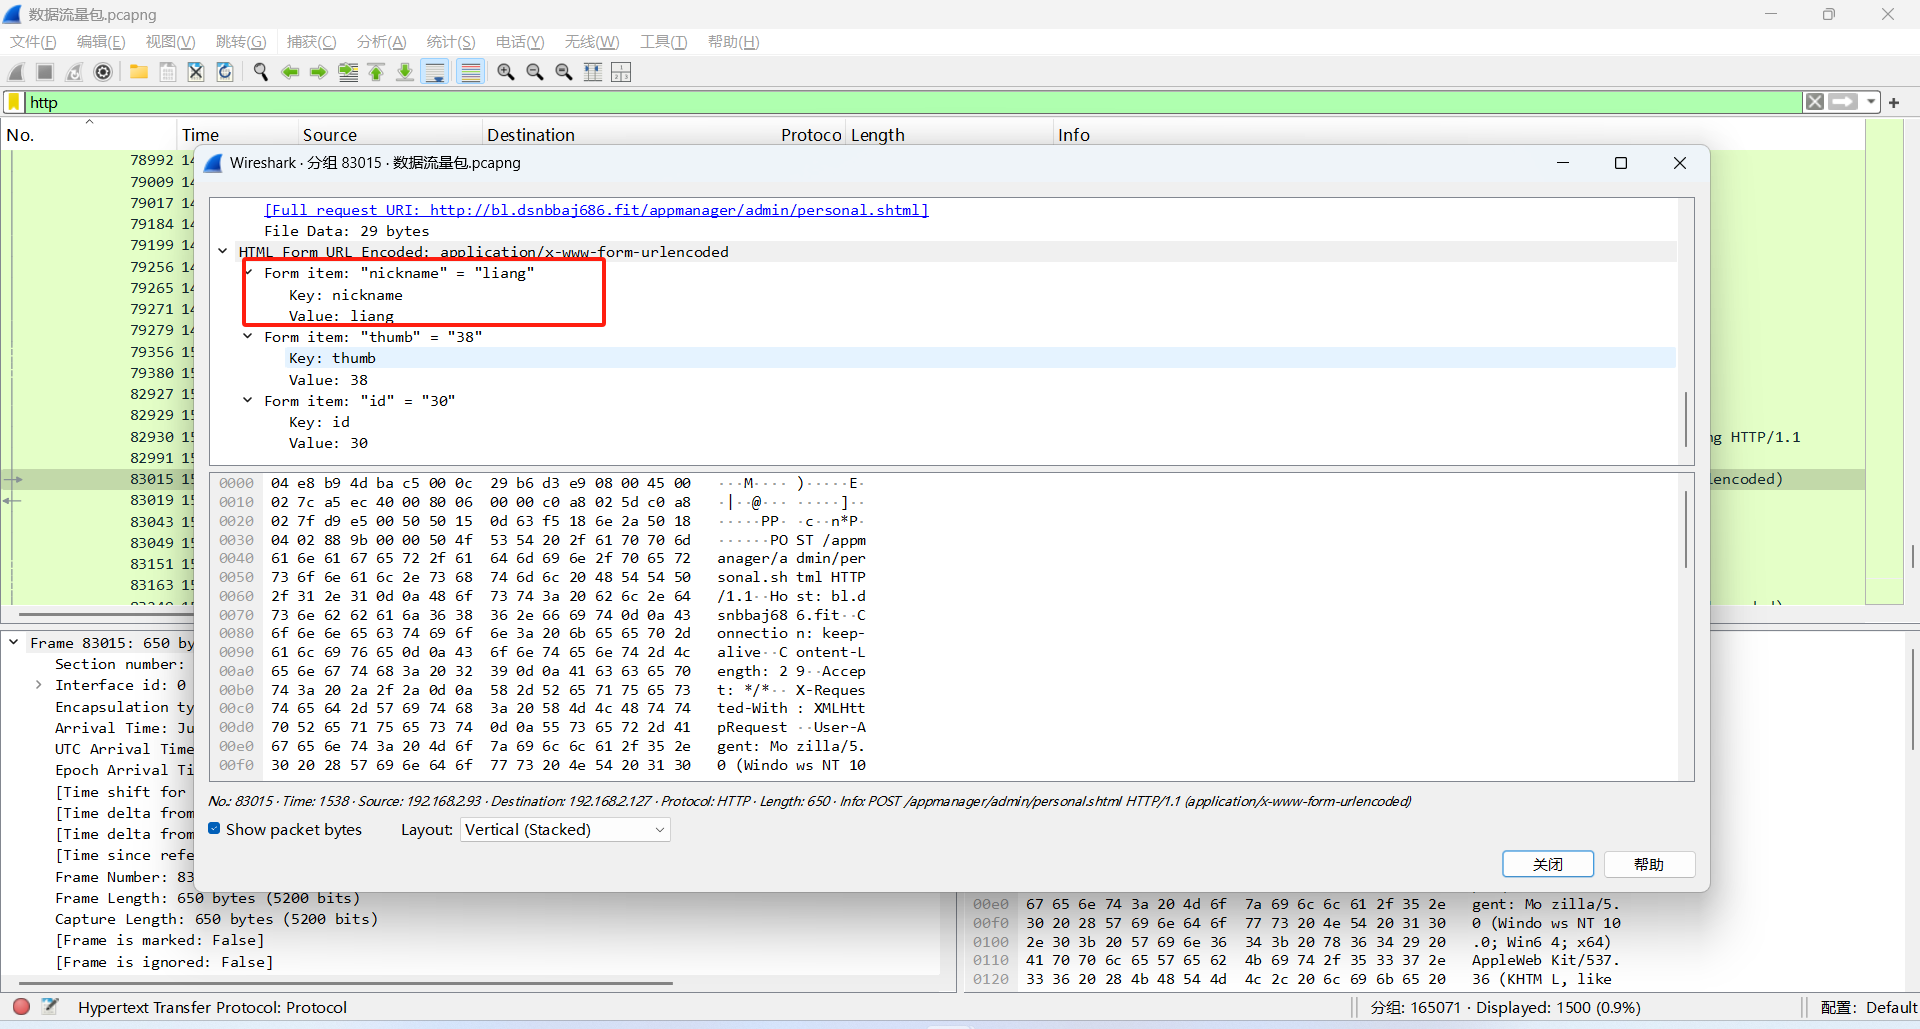 数据流量包.pcapng
文件(F) 编辑(E) 视图(V) 跳转(G) 捕获(C) 分析(A) 统计(S) 电话(Y) 无线(W) 工具(T) 帮助(H)
http
No. Time Source Destination Protoco Length Info
78992 14
79009 14
79017 14
79184 14
79199 14
79256 14
79265 14
79271 14
79279 14
79356 15
79380 15
82927 15
82929 15
82930 15 ng HTTP/1.1
82991 15
83015 15 lencoded)
83019 15
83043 15
83049 15
83151 15
83163 15
Wireshark · 分组 83015 · 数据流量包.pcapng
[Full request URI: http://bl.dsnbbaj686.fit/appmanager/admin/personal.shtml]
File Data: 29 bytes
HTML Form URL Encoded: application/x-www-form-urlencoded
Form item: "nickname" = "liang"
Key: nickname
Value: liang
Form item: "thumb" = "38"
Key: thumb
Value: 38
Form item: "id" = "30"
Key: id
Value: 30
0000 04 e8 b9 4d ba c5 00 0c 29 b6 d3 e9 08 00 45 00 ···M···· )·····E·
0010 02 7c a5 ec 40 00 80 06 00 00 c0 a8 02 5d c0 a8 ·|··@··· ·····]··
0020 02 7f d9 e5 00 50 50 15 0d 63 f5 18 6e 2a 50 18 ·····PP· ·c··n*P·
0030 04 02 88 9b 00 00 50 4f 53 54 20 2f 61 70 70 6d ······PO ST /appm
0040 61 6e 61 67 65 72 2f 61 64 6d 69 6e 2f 70 65 72 anager/a dmin/per
0050 73 6f 6e 61 6c 2e 73 68 74 6d 6c 20 48 54 54 50 sonal.sh tml HTTP
0060 2f 31 2e 31 0d 0a 48 6f 73 74 3a 20 62 6c 2e 64 /1.1··Ho st: bl.d
0070 73 6e 62 62 61 6a 36 38 36 2e 66 69 74 0d 0a 43 snbbaj68 6.fit··C
0080 6f 6e 6e 65 63 74 69 6f 6e 3a 20 6b 65 65 70 2d onnectio n: keep-
0090 61 6c 69 76 65 0d 0a 43 6f 6e 74 65 6e 74 2d 4c alive··C ontent-L
00a0 65 6e 67 74 68 3a 20 32 39 0d 0a 41 63 63 65 70 ength: 2 9··Accep
00b0 74 3a 20 2a 2f 2a 0d 0a 58 2d 52 65 71 75 65 73 t: */*·· X-Reques
00c0 74 65 64 2d 57 69 74 68 3a 20 58 4d 4c 48 74 74 ted-With : XMLHtt
00d0 70 52 65 71 75 65 73 74 0d 0a 55 73 65 72 2d 41 pRequest ··User-A
00e0 67 65 6e 74 3a 20 4d 6f 7a 69 6c 6c 61 2f 35 2e gent: Mo zilla/5.
00f0 30 20 28 57 69 6e 64 6f 77 73 20 4e 54 20 31 30 0 (Windo ws NT 10
No.: 83015 · Time: 1538 · Source: 192.168.2.93 · Destination: 192.168.2.127 · Protocol: HTTP · Length: 650 · Info: POST /appmanager/admin/personal.shtml HTTP/1.1 (application/x-www-form-urlencoded)
Show packet bytes Layout: Vertical (Stacked)
关闭 帮助
Frame 83015: 650 by
Section number:
Interface id: 0
Encapsulation ty
Arrival Time: Ju
UTC Arrival Time
Epoch Arrival Ti
[Time shift for
[Time delta from
[Time delta from
[Time since refe
Frame Number: 83
Frame Length: 650 bytes (5200 bits)
Capture Length: 650 bytes (5200 bits)
[Frame is marked: False]
[Frame is ignored: False]
00e0 67 65 6e 74 3a 20 4d 6f 7a 69 6c 6c 61 2f 35 2e gent: Mo zilla/5.
00f0 30 20 28 57 69 6e 64 6f 77 73 20 4e 54 20 31 30 0 (Windo ws NT 10
0100 2e 30 3b 20 57 69 6e 36 34 3b 20 78 36 34 29 20 .0; Win6 4; x64)
0110 41 70 70 6c 65 57 65 62 4b 69 74 2f 35 33 37 2e AppleWeb Kit/537.
0120 33 36 20 28 4b 48 54 4d 4c 2c 20 6c 69 6b 65 20 36 (KHTM L, like
Hypertext Transfer Protocol: Protocol
分组: 165071 · Displayed: 1500 (0.9%)
配置: Default